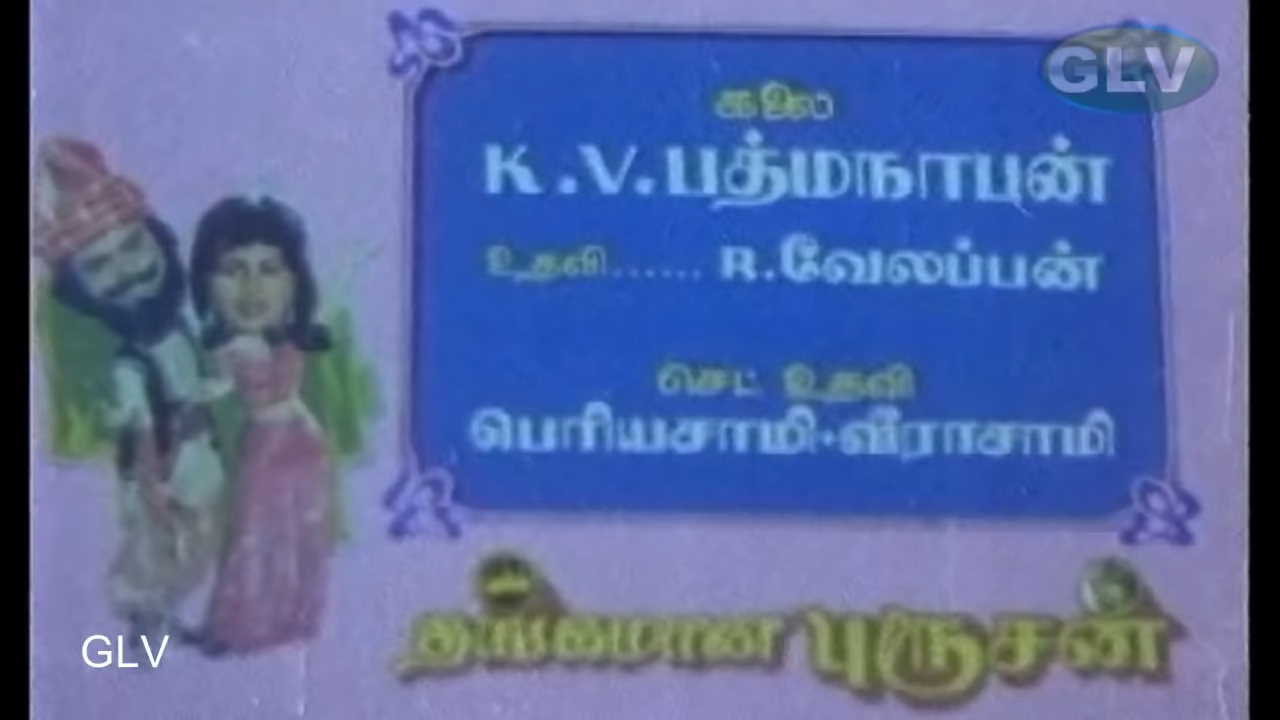 GLV
கலை
K.V.பத்மநாபன்
உதவி...... R.வேலப்பன்
செட் உதவி
பெரியசாமி·வீராசாமி
புருசன்
GLV